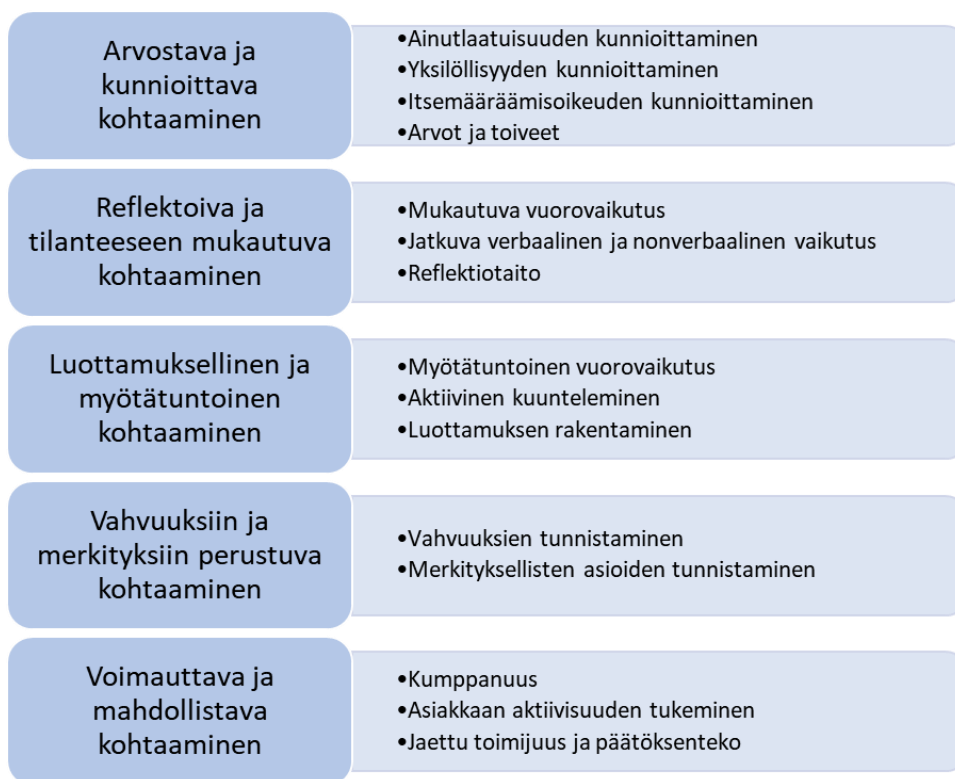 Arvostava ja
kunnioittava
kohtaaminen
•Ainutlaatuisuuden kunnioittaminen
•Yksilöllisyyden kunnioittaminen
•Itsemääräämisoikeuden kunnioittaminen
•Arvot ja toiveet
Reflektoiva ja
tilanteeseen mukautuva
kohtaaminen
•Mukautuva vuorovaikutus
•Jatkuva verbaalinen ja nonverbaalinen vaikutus
•Reflektiotaito
Luottamuksellinen ja
myötätuntoinen
kohtaaminen
•Myötätuntoinen vuorovaikutus
•Aktiivinen kuunteleminen
•Luottamuksen rakentaminen
Vahvuuksiin ja
merkityksiin perustuva
kohtaaminen
•Vahvuuksien tunnistaminen
•Merkityksellisten asioiden tunnistaminen
Voimauttava ja
mahdollistava
kohtaaminen
•Kumppanuus
•Asiakkaan aktiivisuuden tukeminen
•Jaettu toimijuus ja päätöksenteko